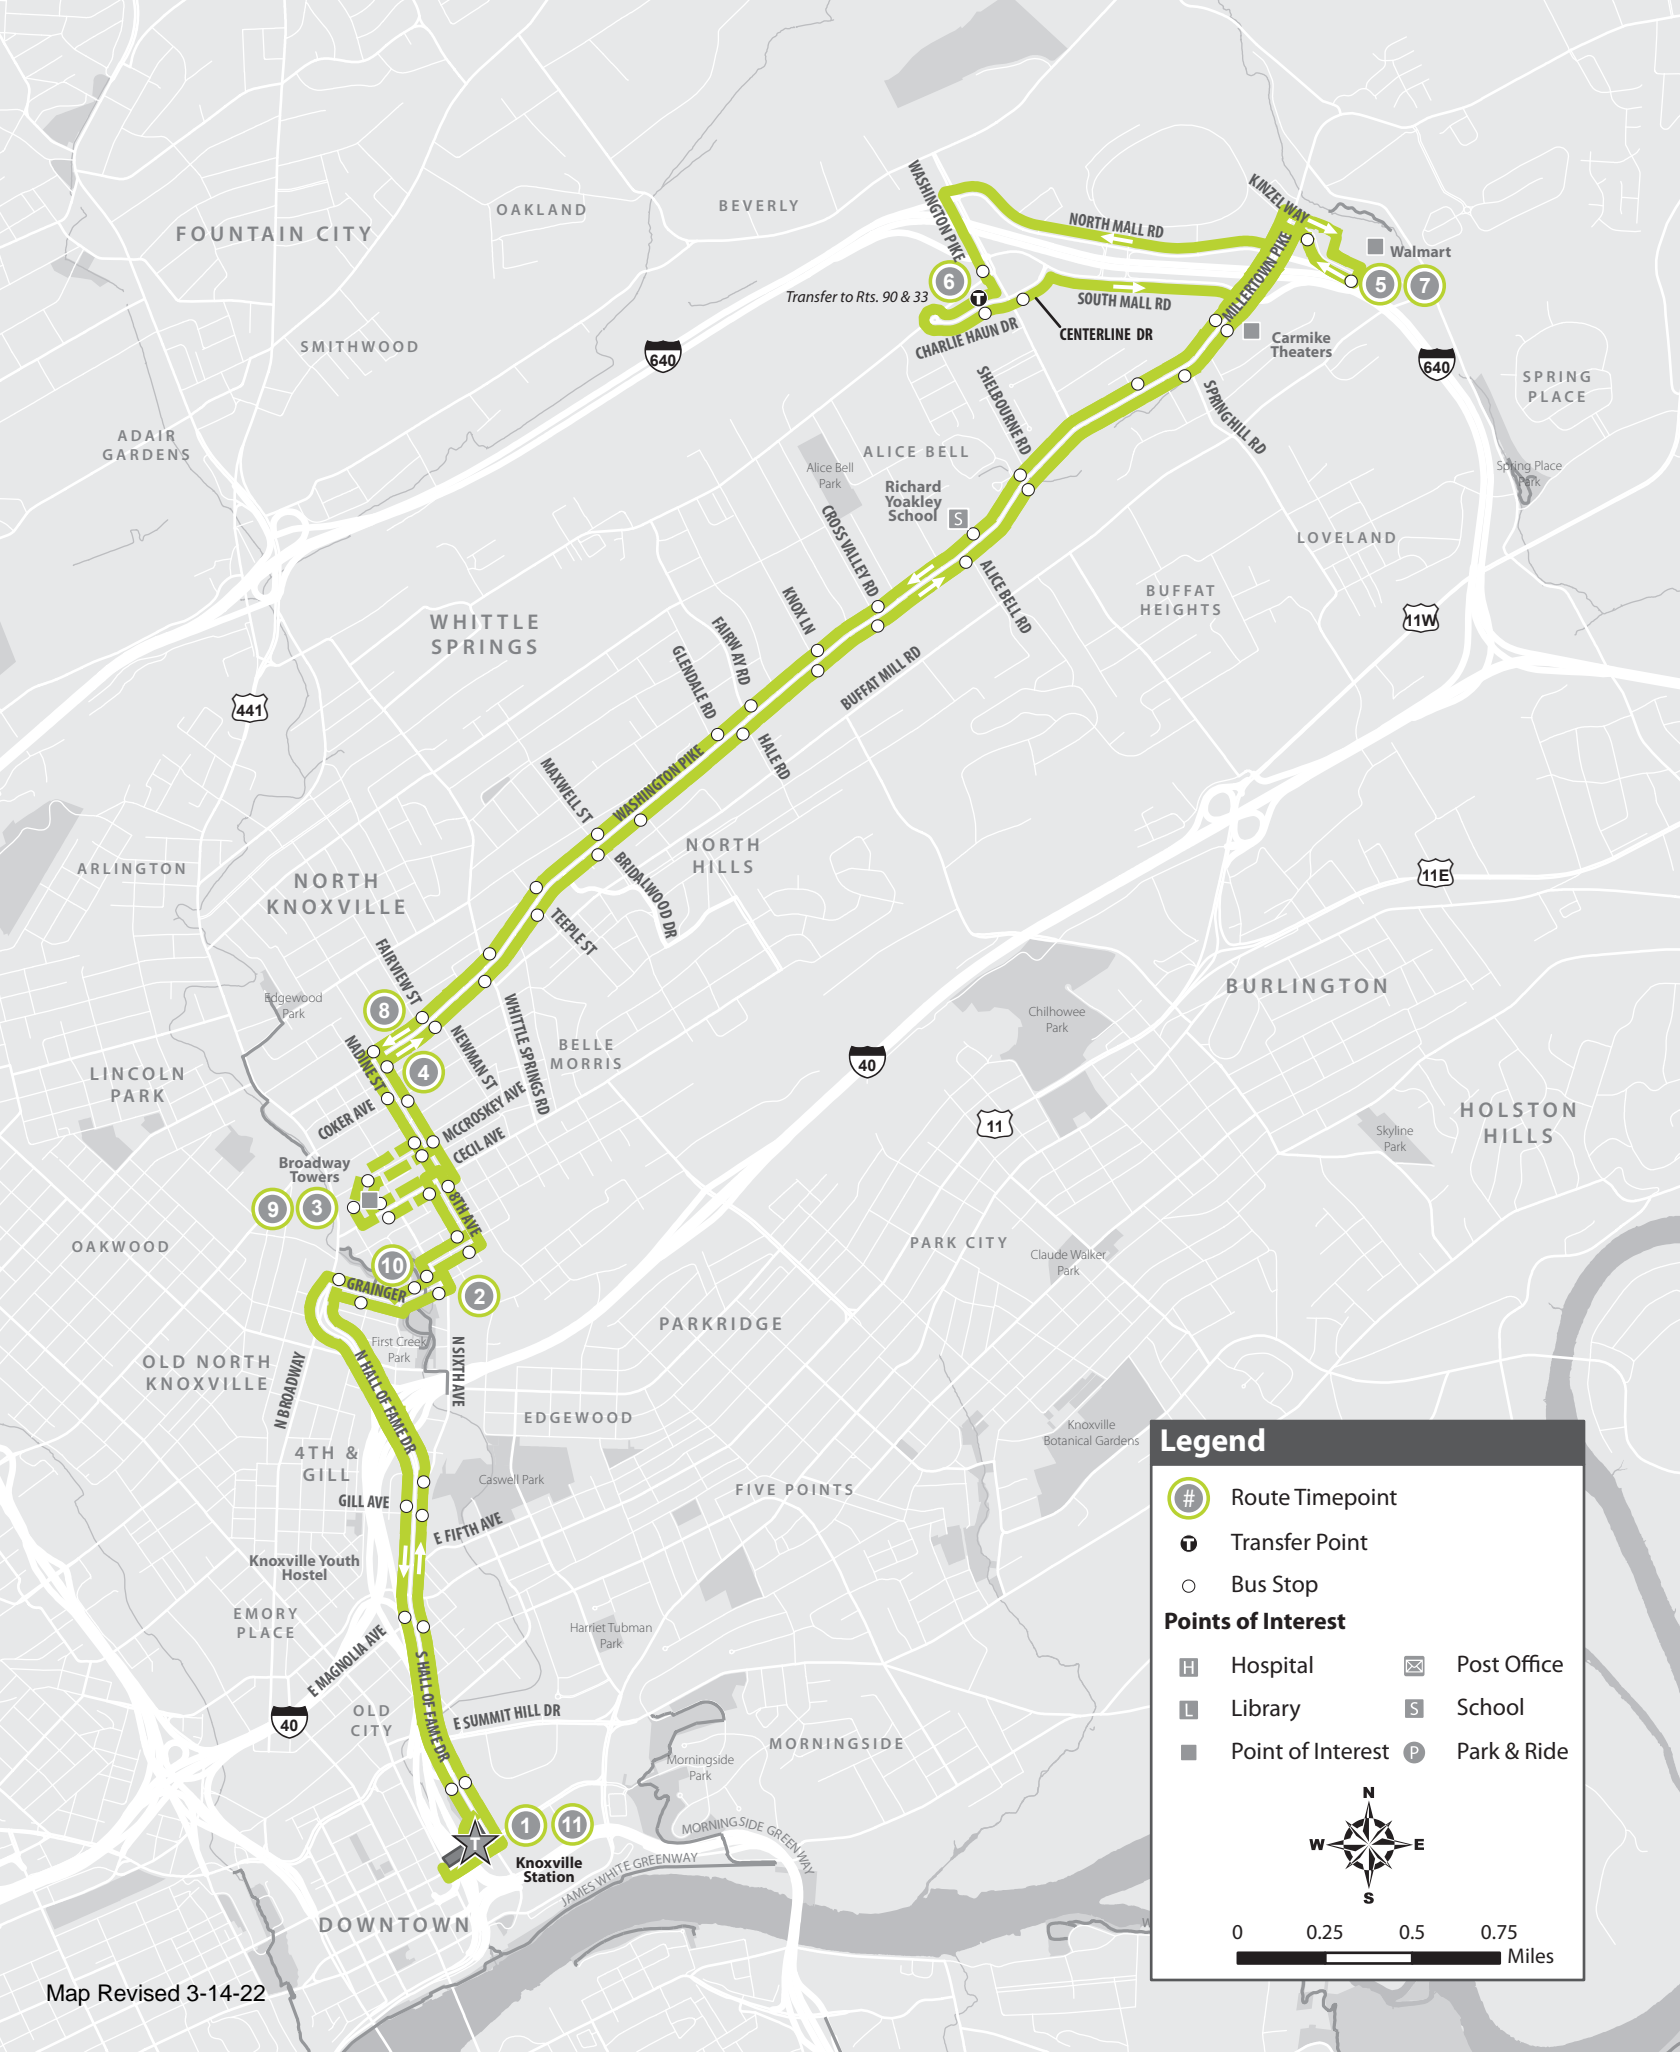 WASHINGTON PIKE
KINZEL WAY
OAKLAND
BEVERLY
FOUNTAIN CITY
NORTH MALL RD
MILLERTOWN PIKE
Walmart
6
5
7
Transfer to Rts. 90 & 33
T
SOUTH MALL RD
CHARLIE HAUN DR
CENTERLINE DR
Carmike
Theaters
SMITHWOOD
640
640
SPRING
PLACE
SHELBOURNE RD
SPRINGHILL RD
ADAIR
GARDENS
ALICE BELL
Alice Bell
Park
Richard
Yoakley
School
S
Spring Place
Park
CROSS VALLEY RD
LOVELAND
ALICE BELL RD
KNOX LN
BUFFAT
HEIGHTS
WHITTLE
SPRINGS
11W
FAIRW AY RD
GLENDALE RD
BUFFAT MILL RD
441
HALE RD
MAXWELL ST
WASHINGTON PIKE
NORTH
HILLS
BRIDALWOOD DR
ARLINGTON
NORTH
KNOXVILLE
11E
TEEPLE ST
FAIRVIEW ST
BURLINGTON
Edgewood
Park
8
WHITTLE SPRINGS RD
NEWMAN ST
Chilhowee
Park
NADINE ST
4
BELLE
MORRIS
40
LINCOLN
PARK
COKER AVE
MCCROSKEY AVE
CECIL AVE
11
HOLSTON
HILLS
Skyline
Park
Broadway
Towers
9
3
8TH AVE
OAKWOOD
PARK CITY
Claude Walker
Park
10
GRAINGER
2
First Creek
Park
PARKRIDGE
OLD NORTH
KNOXVILLE
N BROADWAY
N HALL OF FAME DR
N SIXTH AVE
EDGEWOOD
Knoxville
Botanical Gardens
4TH &
GILL
Caswell Park
FIVE POINTS
GILL AVE
E FIFTH AVE
Knoxville Youth
Hostel
EMORY
PLACE
Harriet Tubman
Park
E MAGNOLIA AVE
S HALL OF FAME DR
40
OLD
CITY
E SUMMIT HILL DR
MORNINGSIDE
Morningside
Park
1
11
T
Knoxville
Station
MORNINGSIDE GREENWAY
JAMES WHITE GREENWAY
DOWNTOWN
W
Map Revised 3-14-22
Legend
# Route Timepoint
T Transfer Point
Bus Stop
Points of Interest
H Hospital
Post Office
L Library
S School
Point of Interest
P Park & Ride
N
W E
S
0 0.25 0.5 0.75
Miles